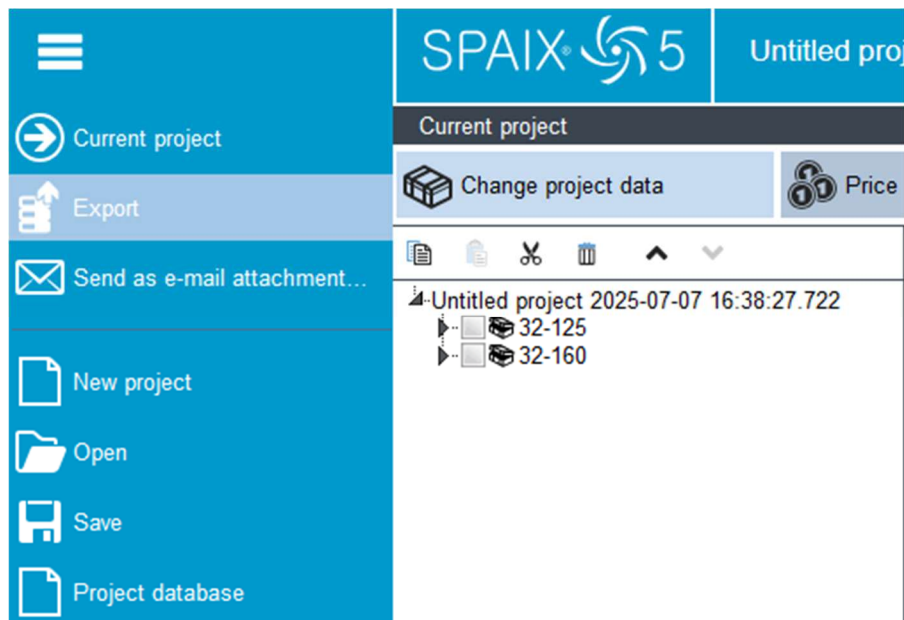 SPAIX® 5
Untitled proj
Current project
Export
Send as e-mail attachment...
New project
Open
Save
Project database
Current project
Change project data
Price
Untitled project 2025-07-07 16:38:27.722
32-125
32-160